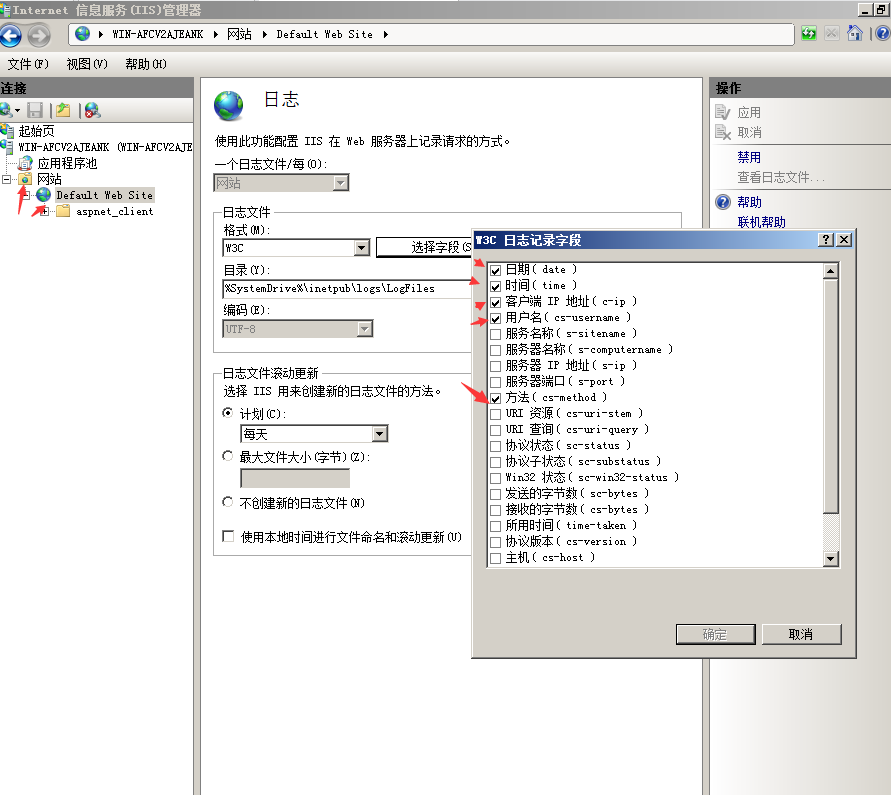 Internet 信息服务(IIS)管理器
WIN-AFCV2AJEANK 网站 Default Web Site
文件(F) 视图(V) 帮助(H)
连接
起始页
WIN-AFCV2AJEANK (WIN-AFCV2AJE
应用程序池
网站
Default Web Site
aspnet_client
日志
使用此功能配置 IIS 在 Web 服务器上记录请求的方式。
一个日志文件/每(O):
网站
日志文件
格式(M):
W3C
选择字段(S
目录(Y):
%SystemDrive%\inetpub\logs\LogFiles
编码(E):
UTF-8
日志文件滚动更新
选择 IIS 用来创建新的日志文件的方法。
计划(C):
每天
最大文件大小(字节)(Z):
不创建新的日志文件(N)
使用本地时间进行文件命名和滚动更新(U)
操作
应用
取消
禁用
查看日志文件...
帮助
联机帮助
W3C 日志记录字段
日期( date )
时间( time )
客户端 IP 地址( c-ip )
用户名( cs-username )
服务名称( s-sitename )
服务器名称( s-computername )
服务器 IP 地址( s-ip )
服务器端口( s-port )
方法( cs-method )
URI 资源( cs-uri-stem )
URI 查询( cs-uri-query )
协议状态( sc-status )
协议子状态( sc-substatus )
Win32 状态( sc-win32-status )
发送的字节数( sc-bytes )
接收的字节数( cs-bytes )
所用时间( time-taken )
协议版本( cs-version )
主机( cs-host )
确定
取消